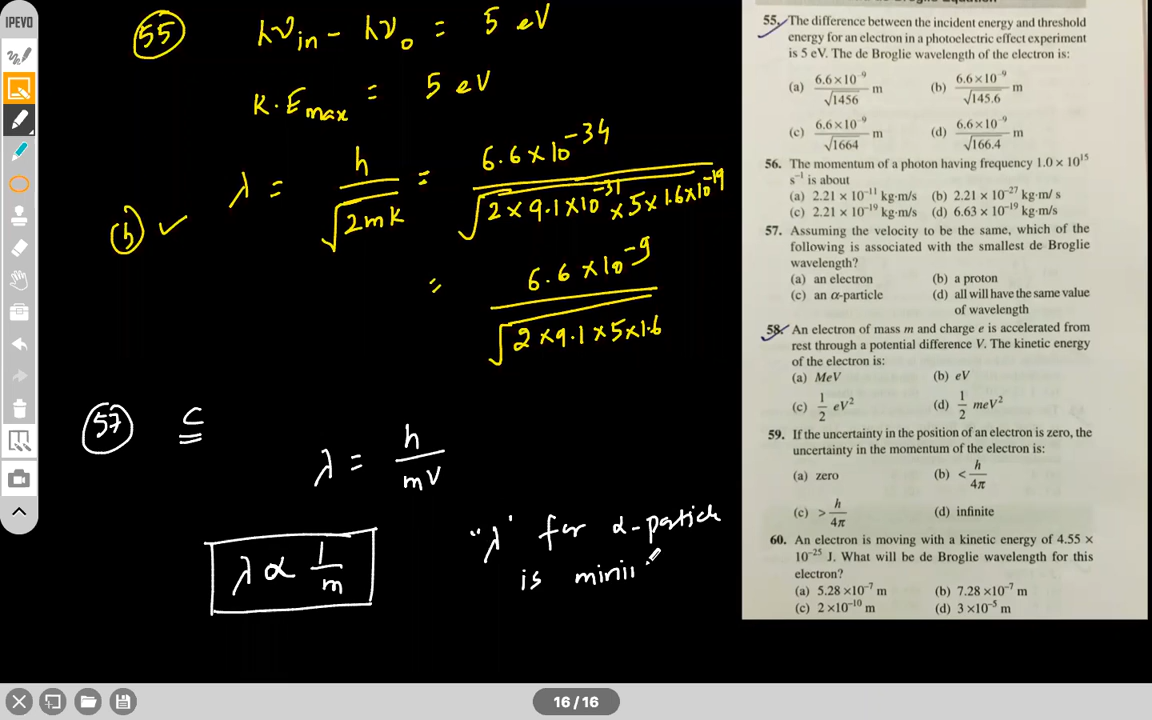 IPEVO
55
hν_in - hν_0 = 5 eV
K.E_max = 5 eV
λ = h/√(2mK) = 6.6×10^-34/√(2×9.1×10^-31×5×1.6×10^-19)
(b) ✓
= 6.6×10^-9/√(2×9.1×5×1.6)
57 C
λ = h/mv
λ ∝ 1/m
"λ" for α-particle
is mini
16 / 16
55. The difference between the incident energy and threshold
energy for an electron in a photoelectric effect experiment
is 5 eV. The de Broglie wavelength of the electron is:
(a) 6.6×10^-9/√1456 m (b) 6.6×10^-9/√145.6 m
(c) 6.6×10^-9/√1664 m (d) 6.6×10^-9/√166.4 m
56. The momentum of a photon having frequency 1.0 × 10^15
s^-1 is about
(a) 2.21 × 10^-11 kg·m/s (b) 2.21 × 10^-27 kg·m/ s
(c) 2.21 × 10^-19 kg·m/s (d) 6.63 × 10^-19 kg·m/s
57. Assuming the velocity to be the same, which of the
following is associated with the smallest de Broglie
wavelength?
(a) an electron (b) a proton
(c) an α-particle (d) all will have the same value
of wavelength
58. An electron of mass m and charge e is accelerated from
rest through a potential difference V. The kinetic energy
of the electron is:
(a) MeV (b) eV
(c) 1/2 eV^2 (d) 1/2 meV^2
59. If the uncertainty in the position of an electron is zero, the
uncertainty in the momentum of the electron is:
(a) zero (b) < h/4π
(c) > h/4π (d) infinite
60. An electron is moving with a kinetic energy of 4.55 ×
10^-25 J. What will be de Broglie wavelength for this
electron?
(a) 5.28 ×10^-7 m (b) 7.28 ×10^-7 m
(c) 2 ×10^-10 m (d) 3 ×10^-5 m